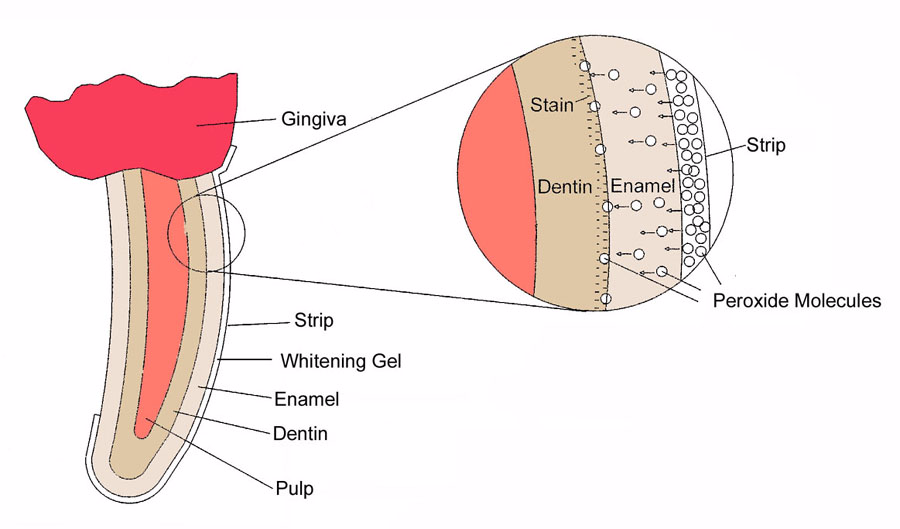 Gingiva
Strip
Whitening Gel
Enamel
Dentin
Pulp
Stain
Dentin
Enamel
Strip
Peroxide Molecules